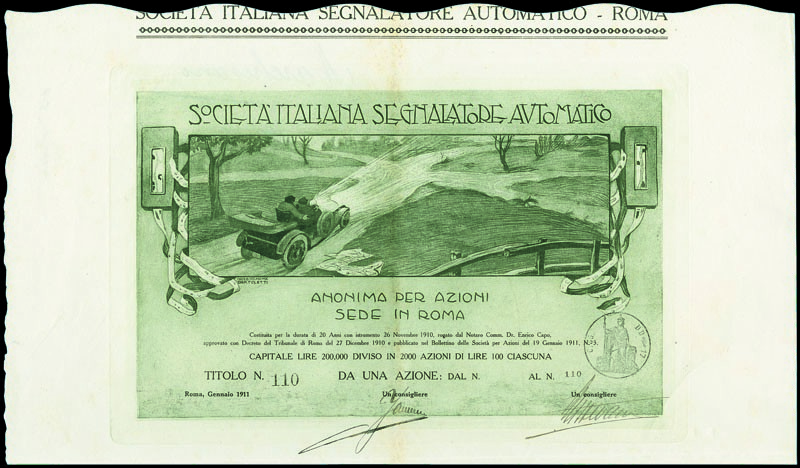 SOCIETÀ ITALIANA SEGNALATORE AUTOMATICO - ROMA
SOCIETÀ ITALIANA SEGNALATORE AVTOMATICO
BERTOLETTI
ANONIMA PER AZIONI
SEDE IN ROMA
Costituita per la durata di 20 Anni con istrumento 26 Novembre 1910, rogato dal Notaro Comm. Dr. Enrico Capo,
approvato con Decreto del Tribunale di Roma del 27 Dicembre 1910 e pubblicato nel Bollettino delle Società per Azioni del 19 Gennaio 1911, N. 3.
CAPITALE LIRE 200,000 DIVISO IN 2000 AZIONI DI LIRE 100 CIASCUNA
TITOLO N. 110 DA UNA AZIONE: DAL N. AL N. 110
Roma, Gennaio 1911 Un consigliere Un consigliere